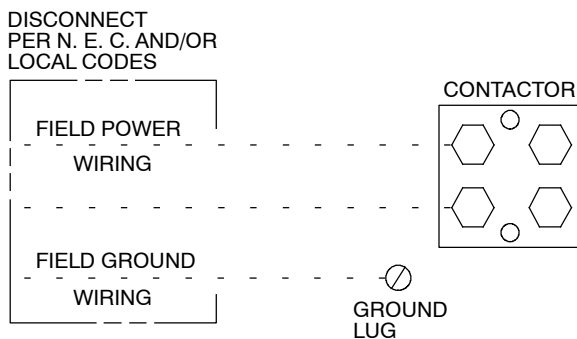 DISCONNECT
PER N. E. C. AND/OR
LOCAL CODES
CONTACTOR
FIELD POWER
WIRING
FIELD GROUND
WIRING
GROUND
LUG